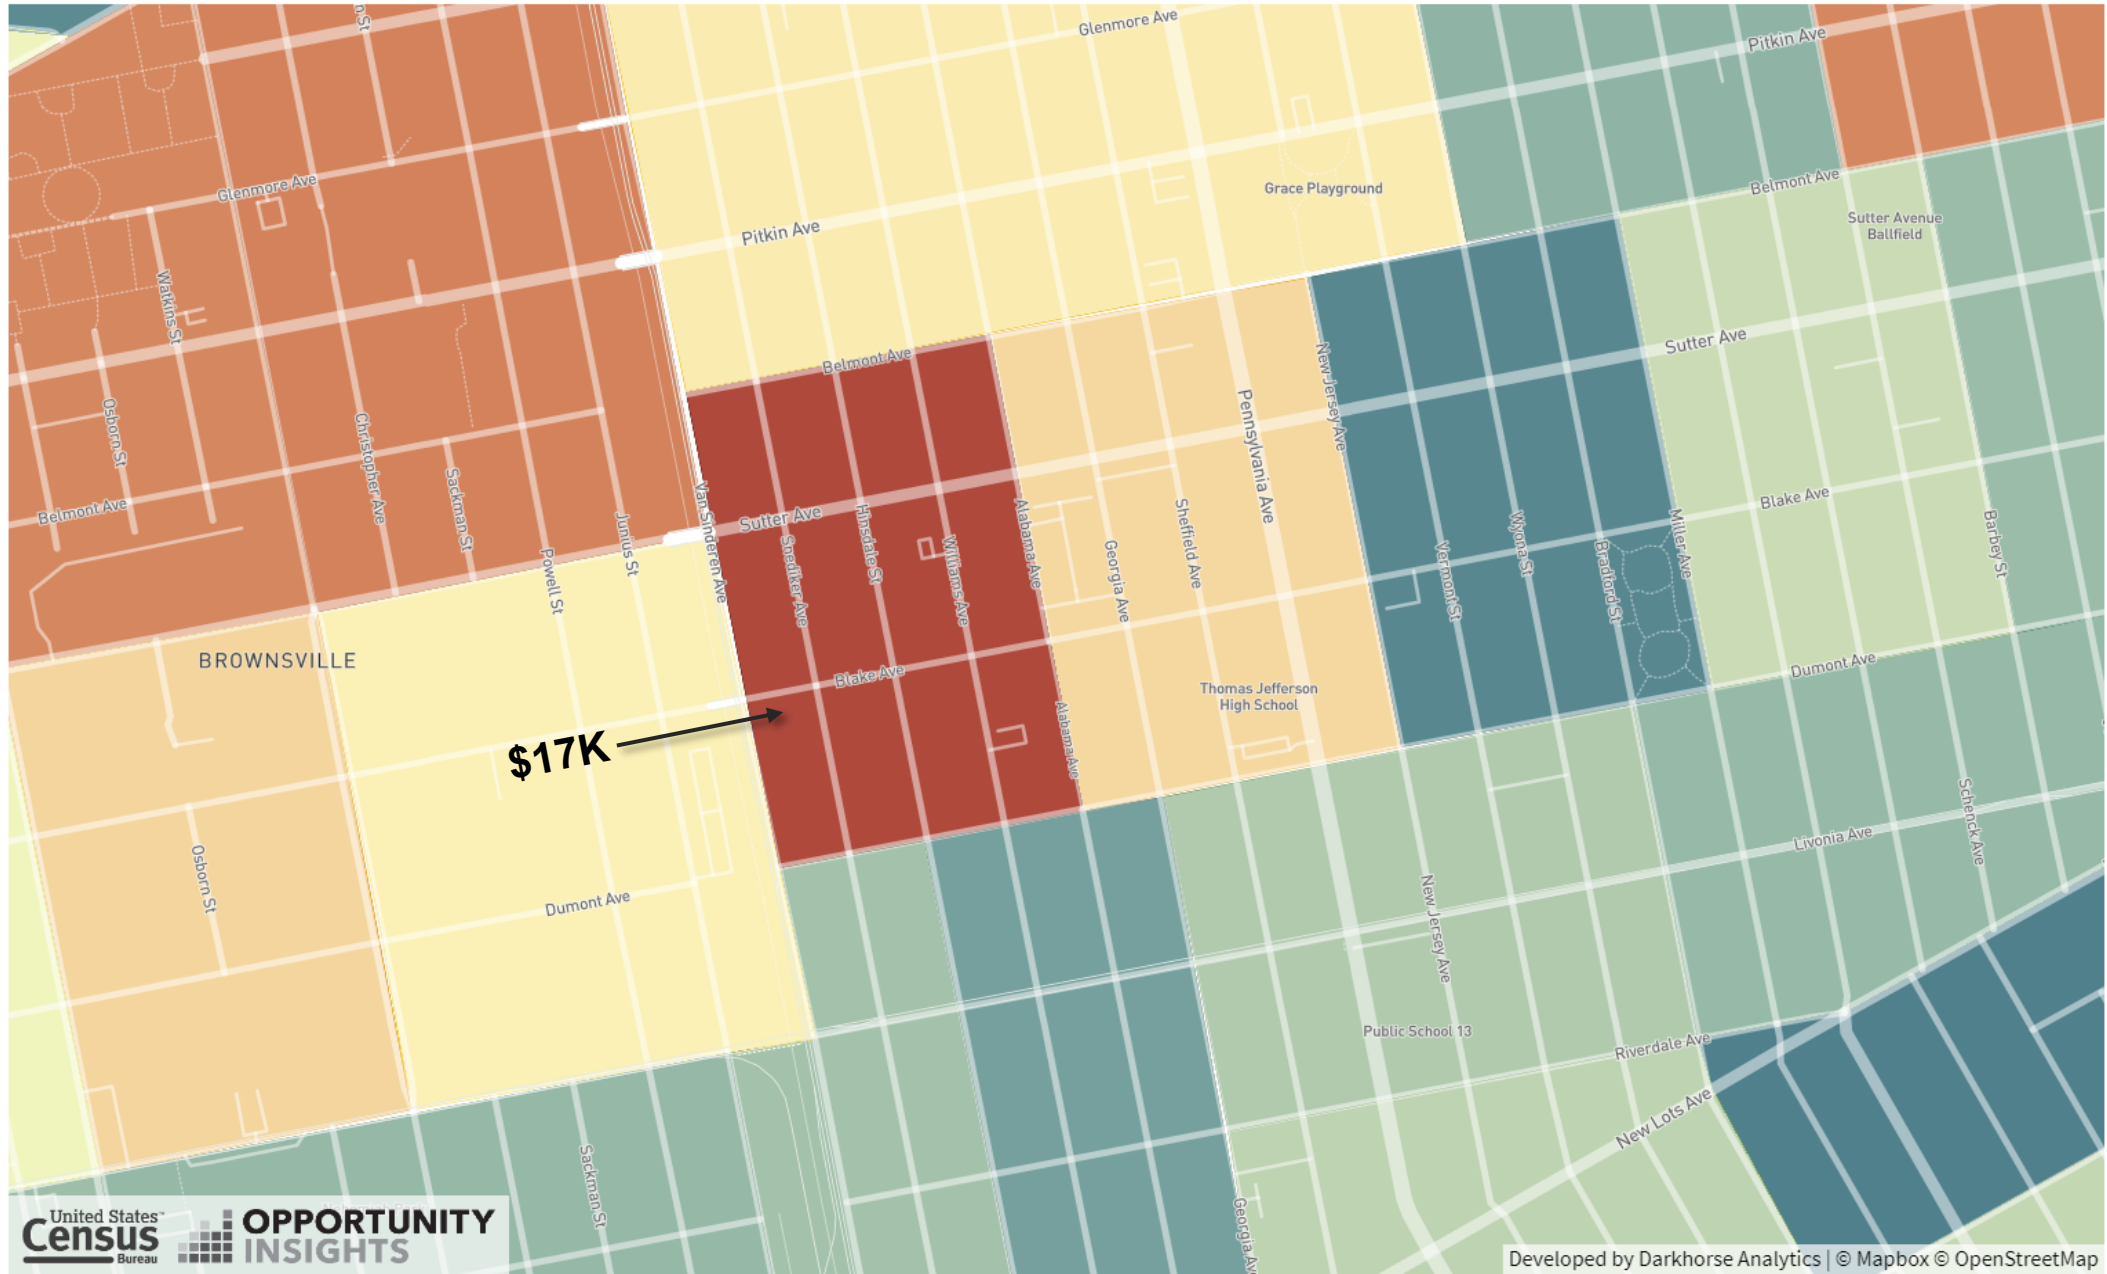 n St
Glenmore Ave
Pitkin Ave
Glenmore Ave
Grace Playground
Belmont Ave
Sutter Avenue
Ballfield
Pitkin Ave
Watkins St
Belmont Ave
Sutter Ave
New Jersey Ave
Pennsylvania Ave
Osborn St
Christopher Ave
Sackman St
Belmont Ave
Junius St
Van Sinderen Ave
Sutter Ave
Snediker Ave
Hinsdale St
Williams Ave
Alabama Ave
Georgia Ave
Sheffield Ave
Vermont St
Wyona St
Bradford St
Miller Ave
Blake Ave
Barbey St
Powell St
BROWNSVILLE
Blake Ave
Thomas Jefferson
High School
Dumont Ave
$17K
Alabama Ave
Osborn St
Dumont Ave
New Jersey Ave
Livonia Ave
Schenck Ave
Public School 13
Riverdale Ave
New Lots Ave
Sackman St
Georgia Av
United States™
Census
Bureau
OPPORTUNITY
INSIGHTS
Developed by Darkhorse Analytics | © Mapbox © OpenStreetMap